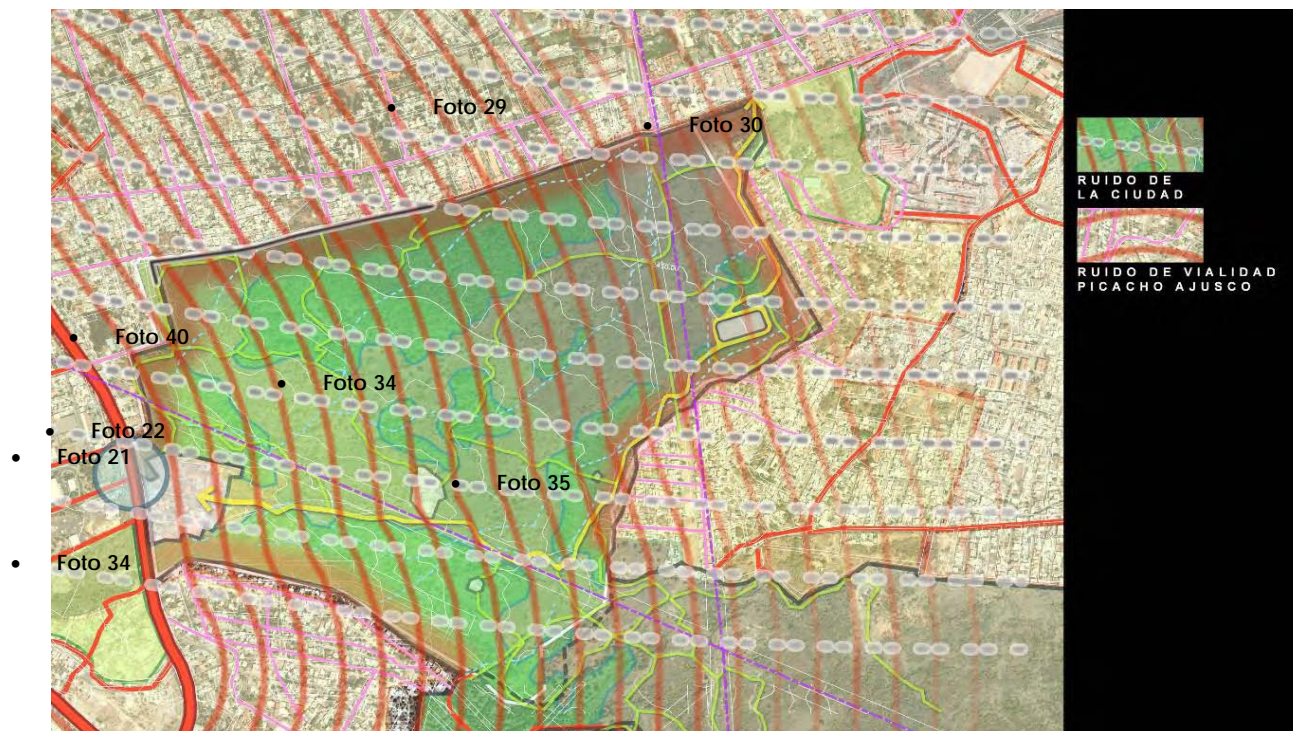 • Foto 29
• Foto 30
• Foto 40
• Foto 34
• Foto 22
• Foto 21
• Foto 35
• Foto 34
RUIDO DE
LA CIUDAD
RUIDO DE VIALIDAD
PICACHO AJUSCO